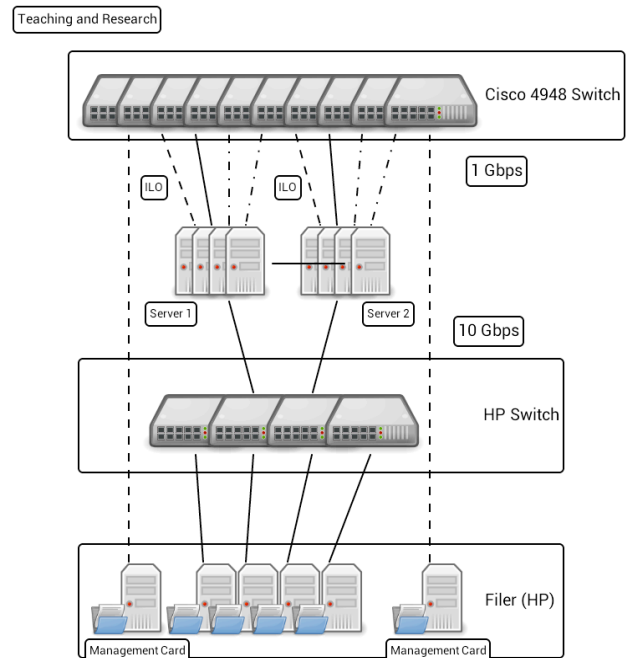 Teaching and Research
Cisco 4948 Switch
1 Gbps
ILO
ILO
Server 1
Server 2
10 Gbps
HP Switch
Filer (HP)
Management Card
Management Card